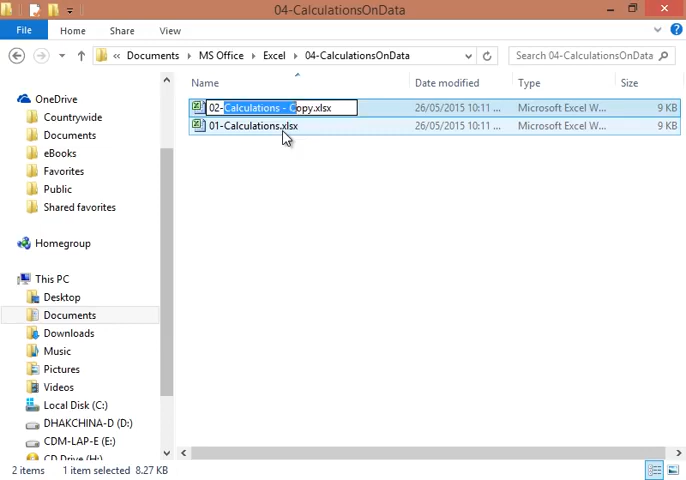 04-CalculationsOnData
File Home Share View
« Documents MS Office Excel 04-CalculationsOnData Search 04-CalculationsOnData
Name Date modified Type Size
02-Calculations - Copy.xlsx 26/05/2015 10:11 ... Microsoft Excel W... 9 KB
01-Calculations.xlsx 26/05/2015 10:11 ... Microsoft Excel W... 9 KB
OneDrive
Countrywide
Documents
eBooks
Favorites
Public
Shared favorites
Homegroup
This PC
Desktop
Documents
Downloads
Music
Pictures
Videos
Local Disk (C:)
DHAKCHINA-D (D:)
CDM-LAP-E (E:)
CD Drive (H:)
2 items 1 item selected 8.27 KB